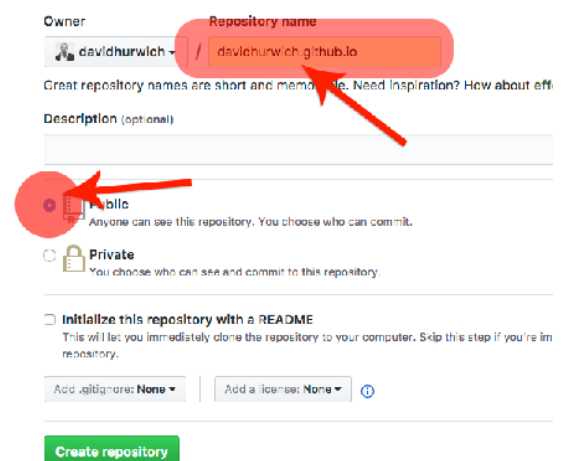 Owner Repository name
davidhurwich / davidhurwich.github.io
Great repository names are short and memorable. Need inspiration? How about eff
Description (optional)
Public
Anyone can see this repository. You choose who can commit.
Private
You choose who can see and commit to this repository.
Initialize this repository with a README
This will let you immediately clone the repository to your computer. Skip this step if you're im
repository.
Add .gitignore: None Add a license: None
Create repository